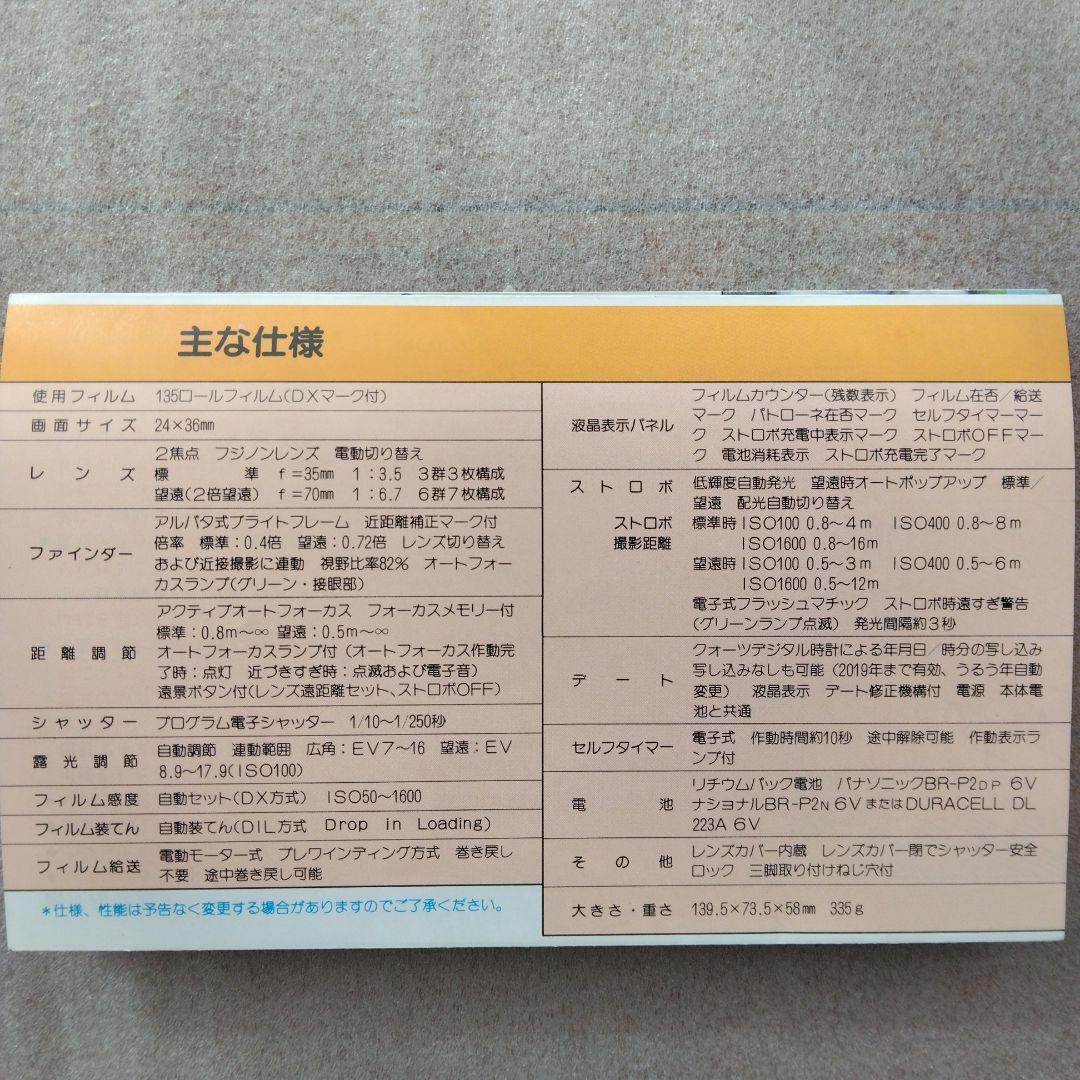 主な仕様
使用フィルム 135ロールフィルム(DXマーク付)
画面サイズ 24×36㎜
レンズ 2焦点 フジノンレンズ 電動切り替え
標準 f=35㎜ 1:3.5 3群3枚構成
望遠(2倍望遠) f=70㎜ 1:6.7 6群7枚構成
ファインダー アルバダ式ブライトフレーム 近距離補正マーク付
倍率 標準:0.4倍 望遠:0.72倍 レンズ切り替え
および近接撮影に連動 視野比率82% オートフォー
カスランプ(グリーン・接眼部)
距離調節 アクティブオートフォーカス フォーカスメモリー付
標準:0.8m~∞ 望遠:0.5m~∞
オートフォーカスランプ付(オートフォーカス作動完
了時:点灯 近づきすぎ時:点滅および電子音)
遠景ボタン付(レンズ遠距離セット、ストロボOFF)
シャッター プログラム電子シャッター 1/10~1/250秒
露光調節 自動調節 連動範囲 広角:EV7~16 望遠:EV
8.9~17.9(ISO100)
フィルム感度 自動セット(DX方式) ISO50~1600
フィルム装てん 自動装てん(DIL方式 Drop in Loading)
フィルム給送 電動モーター式 プレワインディング方式 巻き戻し
不要 途中巻き戻し可能
*仕様、性能は予告なく変更する場合がありますのでご了承ください。
液晶表示パネル フィルムカウンター(残数表示) フィルム在否/給送
マーク パトローネ在否マーク セルフタイマーマー
ク ストロボ充電中表示マーク ストロボOFFマー
ク 電池消耗表示 ストロボ充電完了マーク
ストロボ 低輝度自動発光 望遠時オートポップアップ 標準/
望遠 配光自動切り替え
ストロボ撮影距離 標準時ISO100 0.8~4m ISO400 0.8~8m
ISO1600 0.8~16m
望遠時ISO100 0.5~3m ISO400 0.5~6m
ISO1600 0.5~12m
電子式フラッシュマチック ストロボ時遠すぎ警告
(グリーンランプ点滅) 発光間隔約3秒
デート クォーツデジタル時計による年月日/時分の写し込み
写し込みなしも可能(2019年まで有効、うるう年自動
変更) 液晶表示 デート修正機構付 電源 本体電
池と共通
セルフタイマー 電子式 作動時間約10秒 途中解除可能 作動表示ラ
ンプ付
電池 リチウムパック電池 パナソニックBR-P2DP 6V
ナショナルBR-P2N 6VまたはDURACELL DL
223A 6V
その他 レンズカバー内蔵 レンズカバー閉でシャッター安全
ロック 三脚取り付けねじ穴付
大きさ・重さ 139.5×73.5×58㎜ 335g